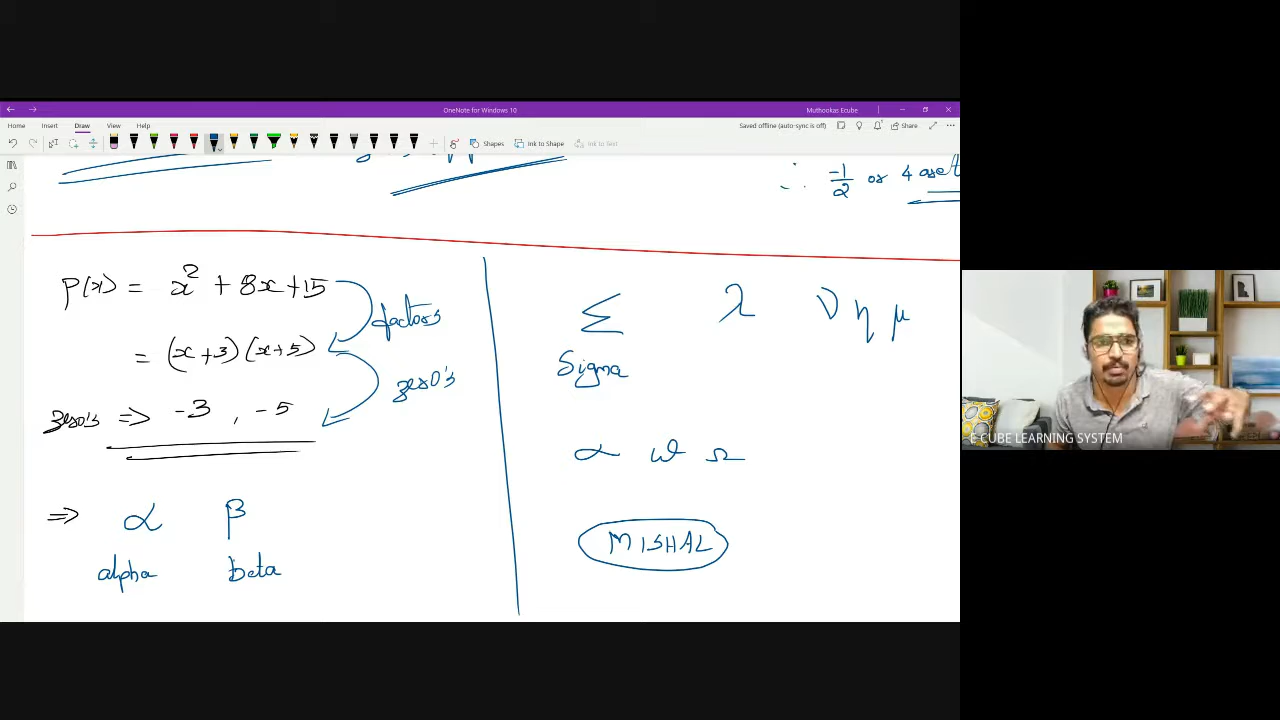 OneNote for Windows 10
Muthookas Ecube
Home Insert Draw View Help
Saved offline (auto-sync is off)
Share
Shapes
Ink to Shape
Ink to Text
∴ -1/2 or 4 are
P(x) = x² + 8x + 15
factors
= (x+3)(x+5)
zero's
zero's ⇒ -3 , -5
⇒ α β
alpha beta
Σ λ ν η μ
Sigma
α ω Ω
MISHAL
E CUBE LEARNING SYSTEM